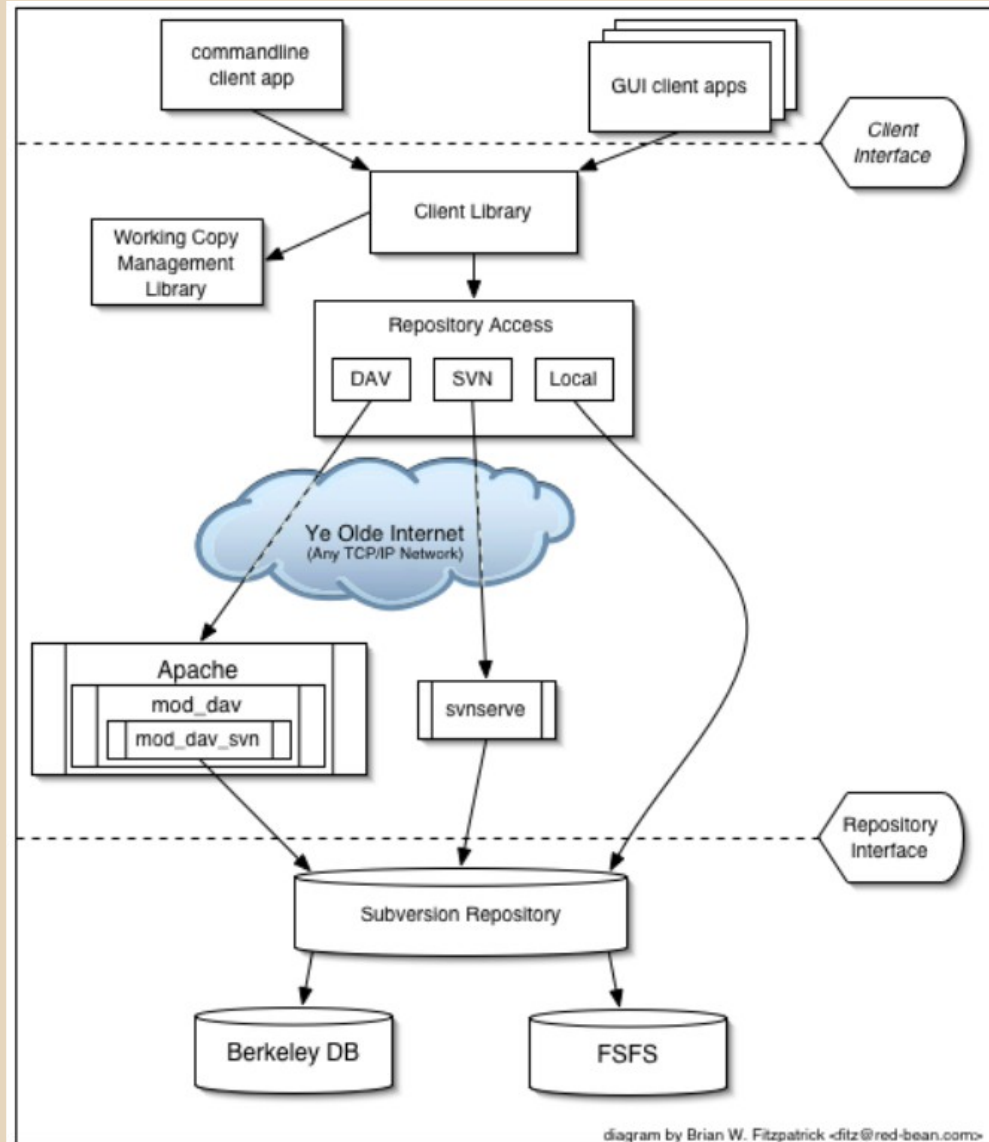 commandline
client app
GUI client apps
Client
Interface
Client Library
Working Copy
Management
Library
Repository Access
DAV
SVN
Local
Ye Olde Internet
(Any TCP/IP Network)
Apache
mod_dav
mod_dav_svn
svnserve
Repository
Interface
Subversion Repository
Berkeley DB
FSFS
diagram by Brian W. Fitzpatrick <fitz@red-bean.com>